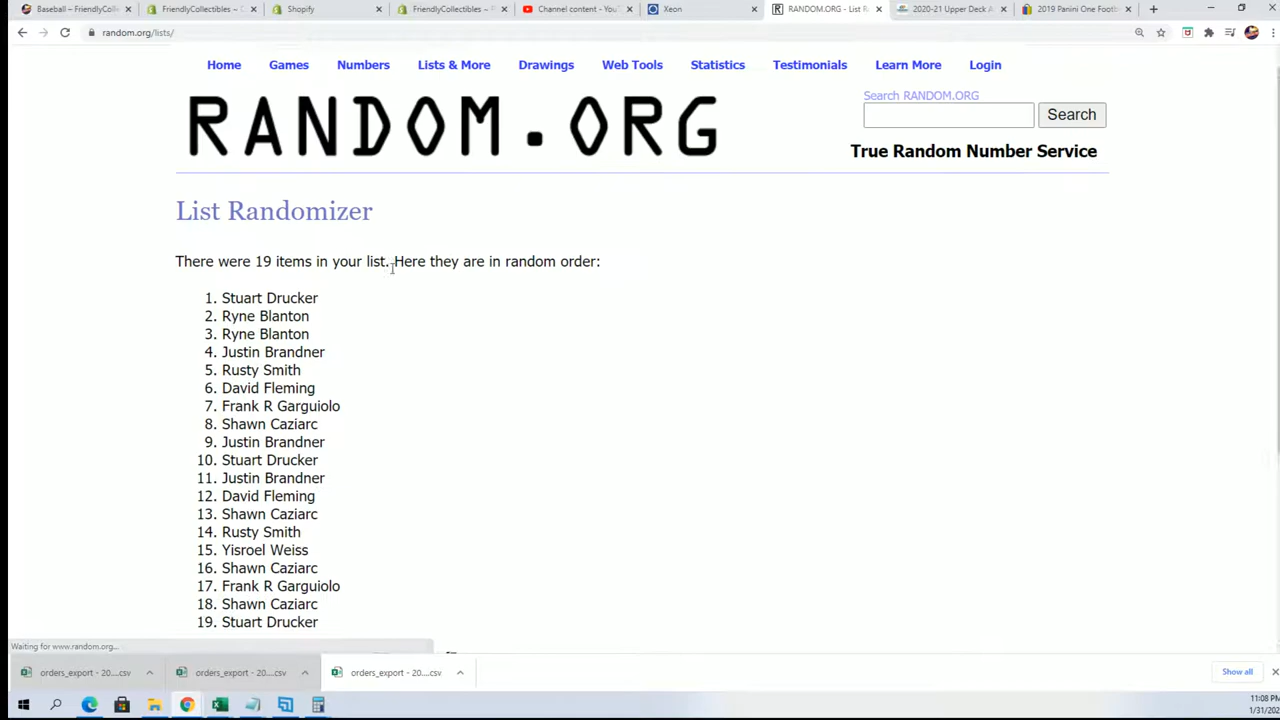 Baseball – FriendlyColle
FriendlyCollectibles –
Shopify
FriendlyCollectibles –
Channel content - YouTu
Xeon
RANDOM.ORG - List R
2020-21 Upper Deck
2019 Panini One Footb
random.org/lists/
Home Games Numbers Lists & More Drawings Web Tools Statistics Testimonials Learn More Login
Search RANDOM.ORG
RANDOM.ORG
Search
True Random Number Service
List Randomizer
There were 19 items in your list. Here they are in random order:
1. Stuart Drucker
2. Ryne Blanton
3. Ryne Blanton
4. Justin Brandner
5. Rusty Smith
6. David Fleming
7. Frank R Garguiolo
8. Shawn Caziarc
9. Justin Brandner
10. Stuart Drucker
11. Justin Brandner
12. David Fleming
13. Shawn Caziarc
14. Rusty Smith
15. Yisroel Weiss
16. Shawn Caziarc
17. Frank R Garguiolo
18. Shawn Caziarc
19. Stuart Drucker
Waiting for www.random.org...
orders_export - 20....csv
orders_export - 20....csv
orders_export - 20....csv
Show all
11:08 PM
1/31/202